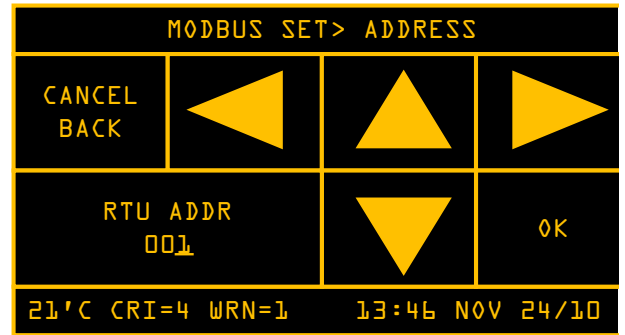 MODBUS SET> ADDRESS
CANCEL
BACK
RTU ADDR
001
OK
21'C CRI=4 WRN=1 13:46 NOV 24/10